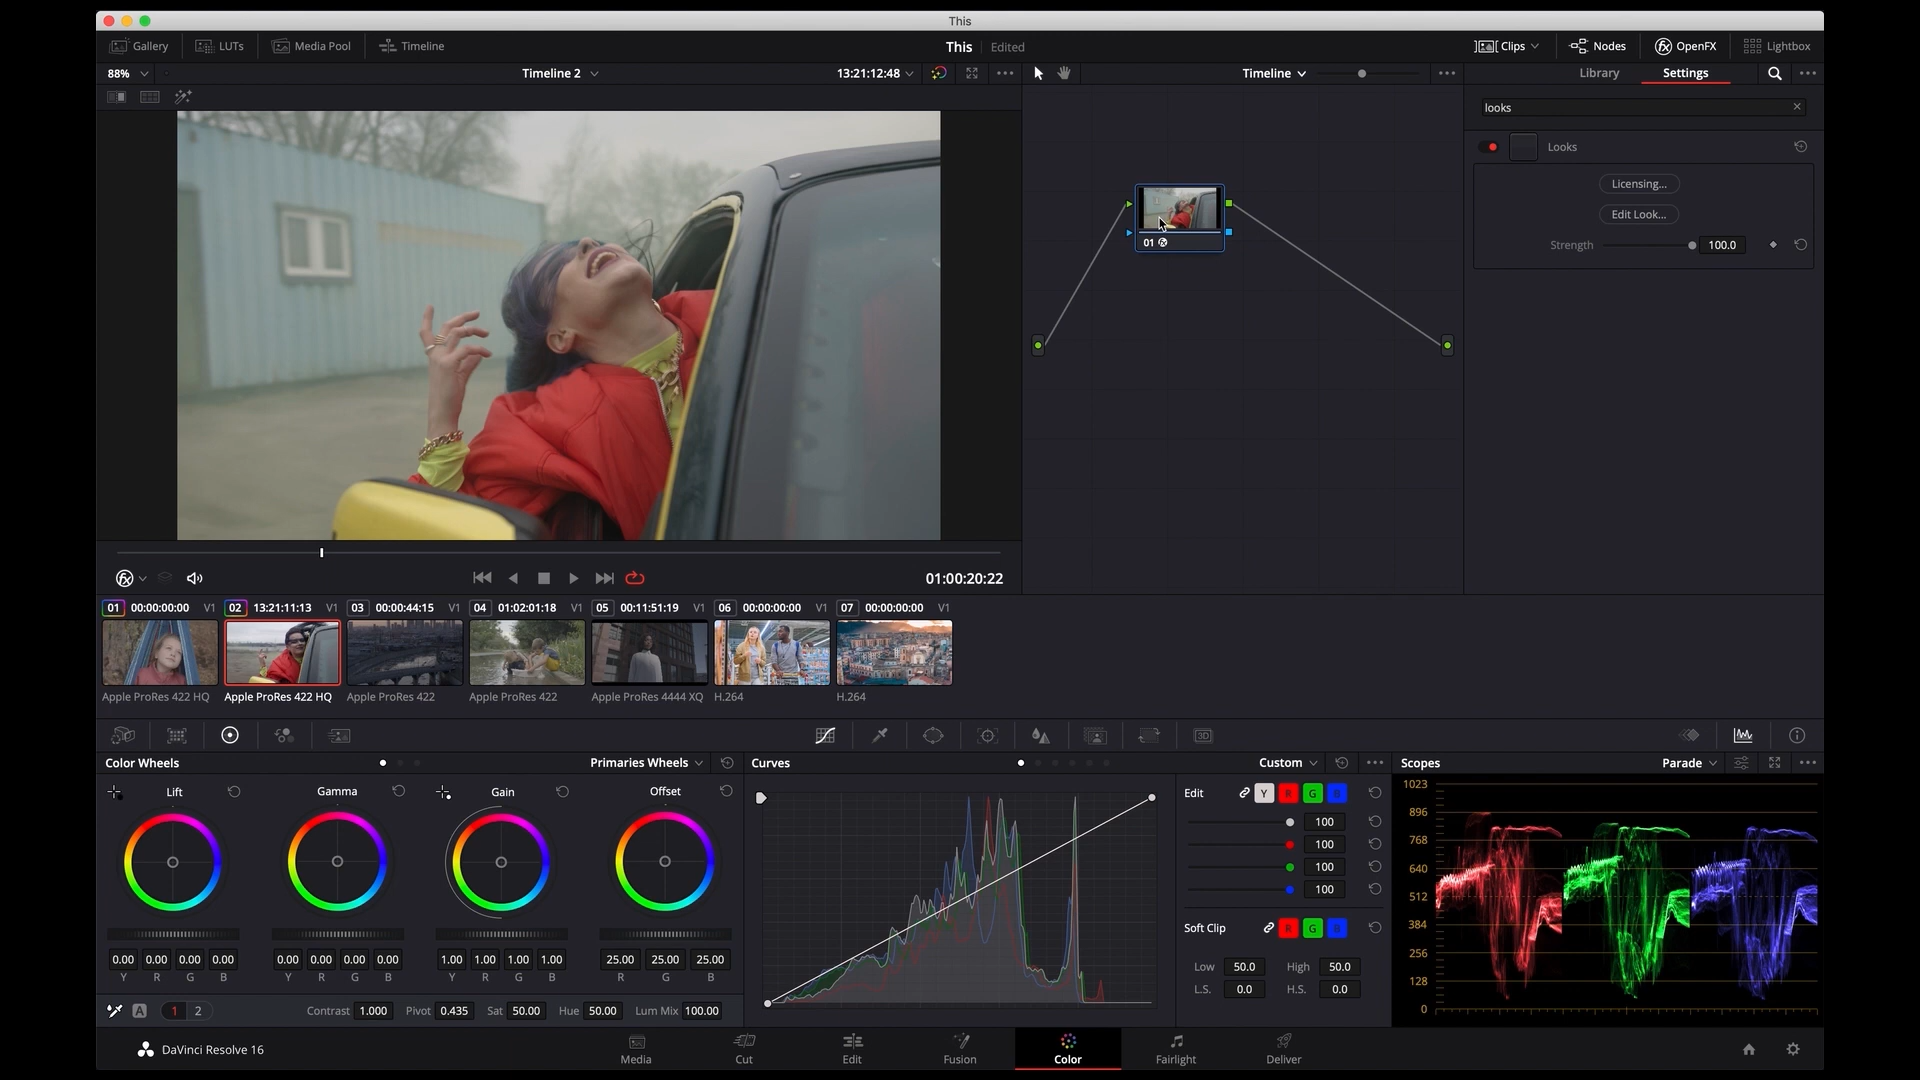 This
Gallery LUTs Media Pool Timeline This Edited Clips Nodes OpenFX Lightbox
88% Timeline 2 13:21:12:48 Timeline Library Settings
looks
Looks
Licensing...
Edit Look...
Strength 100.0
01
01:00:20:22
01 00:00:00:00 V1 02 13:21:11:13 V1 03 00:00:44:15 V1 04 01:02:01:18 V1 05 00:11:51:19 V1 06 00:00:00:00 V1 07 00:00:00:00 V1
Apple ProRes 422 HQ Apple ProRes 422 HQ Apple ProRes 422 Apple ProRes 422 Apple ProRes 4444 XQ H.264 H.264
3D
Color Wheels Primaries Wheels Curves Custom Scopes Parade
Lift Gamma Gain Offset
0.00 0.00 0.00 0.00 0.00 0.00 0.00 0.00 1.00 1.00 1.00 1.00 25.00 25.00 25.00
Y R G B Y R G B Y R G B R G B
A 1 2 Contrast 1.000 Pivot 0.435 Sat 50.00 Hue 50.00 Lum Mix 100.00
Edit Y R G B
100
100
100
100
Soft Clip R G B
Low 50.0 High 50.0
L.S. 0.0 H.S. 0.0
1023
896
768
640
512
384
256
128
0
DaVinci Resolve 16 Media Cut Edit Fusion Color Fairlight Deliver